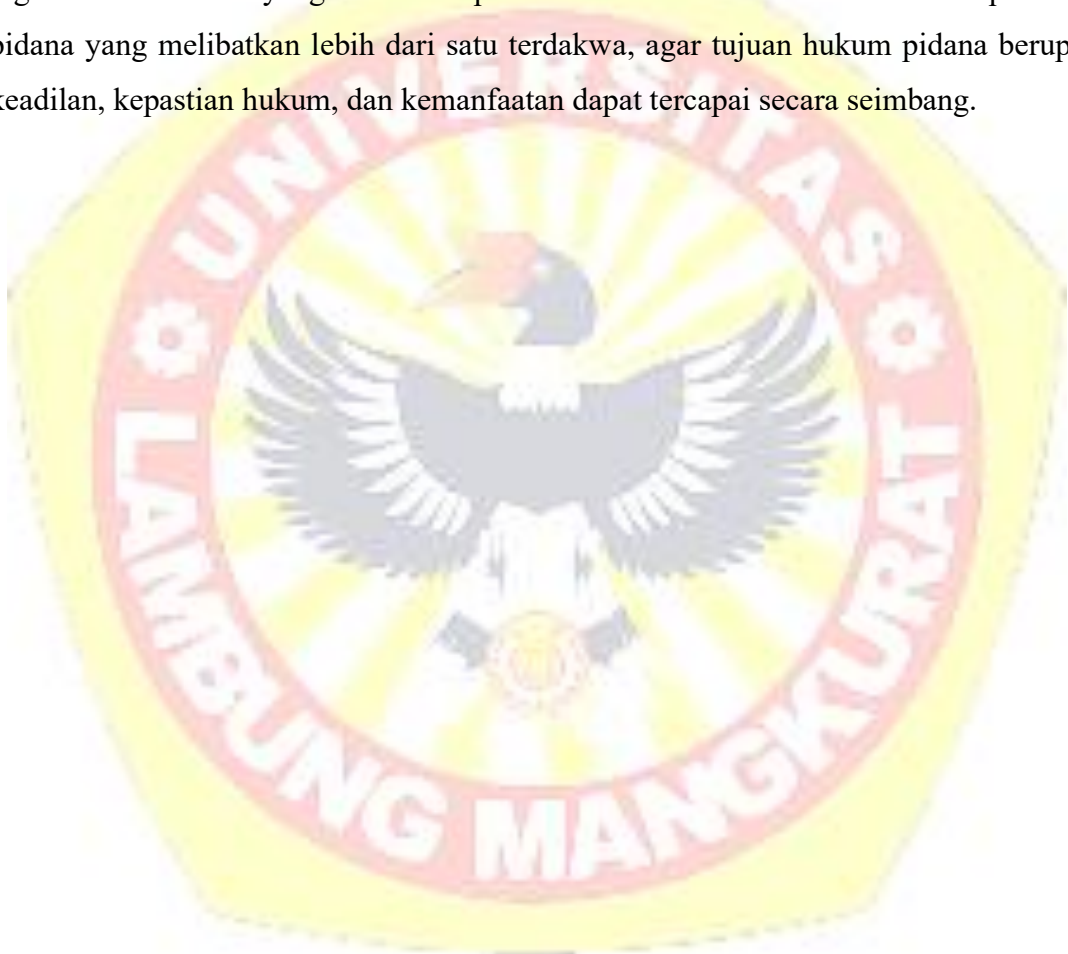 pidana yang melibatkan lebih dari satu terdakwa, agar tujuan hukum pidana berup
keadilan, kepastian hukum, dan kemanfaatan dapat tercapai secara seimbang.
UNIVERSITAS
LAMBUNG MANGKURAT